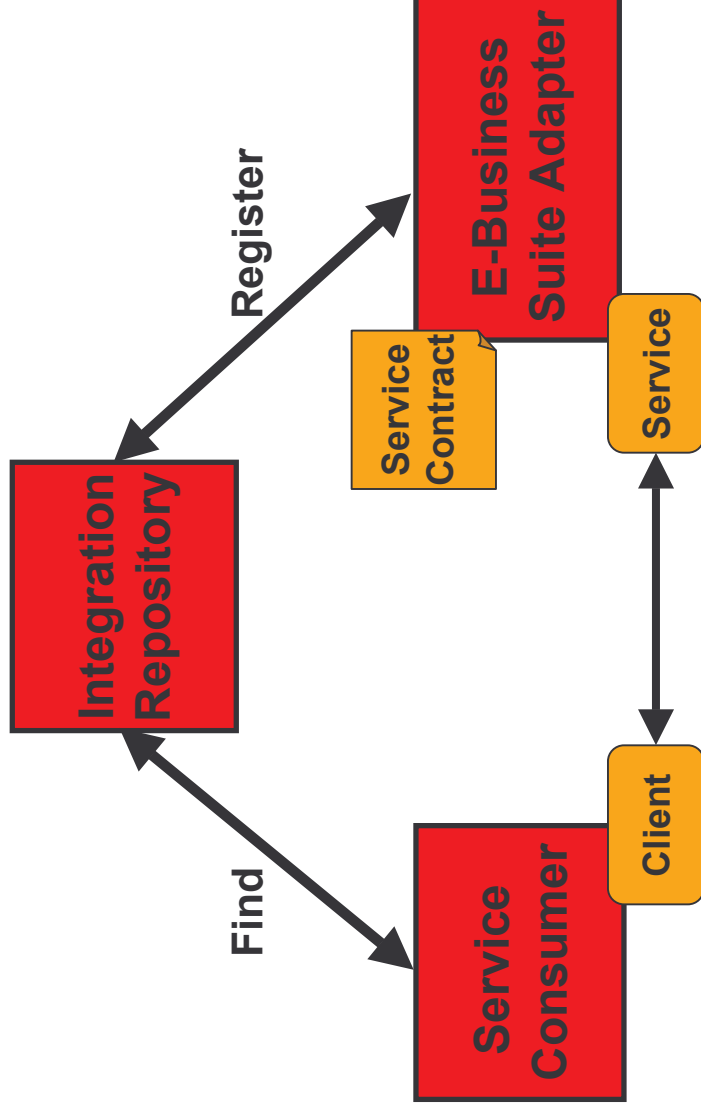 Integration
Repository
Find
Register
Service
Consumer
Client
Service
Contract
E-Business
Suite Adapter
Service